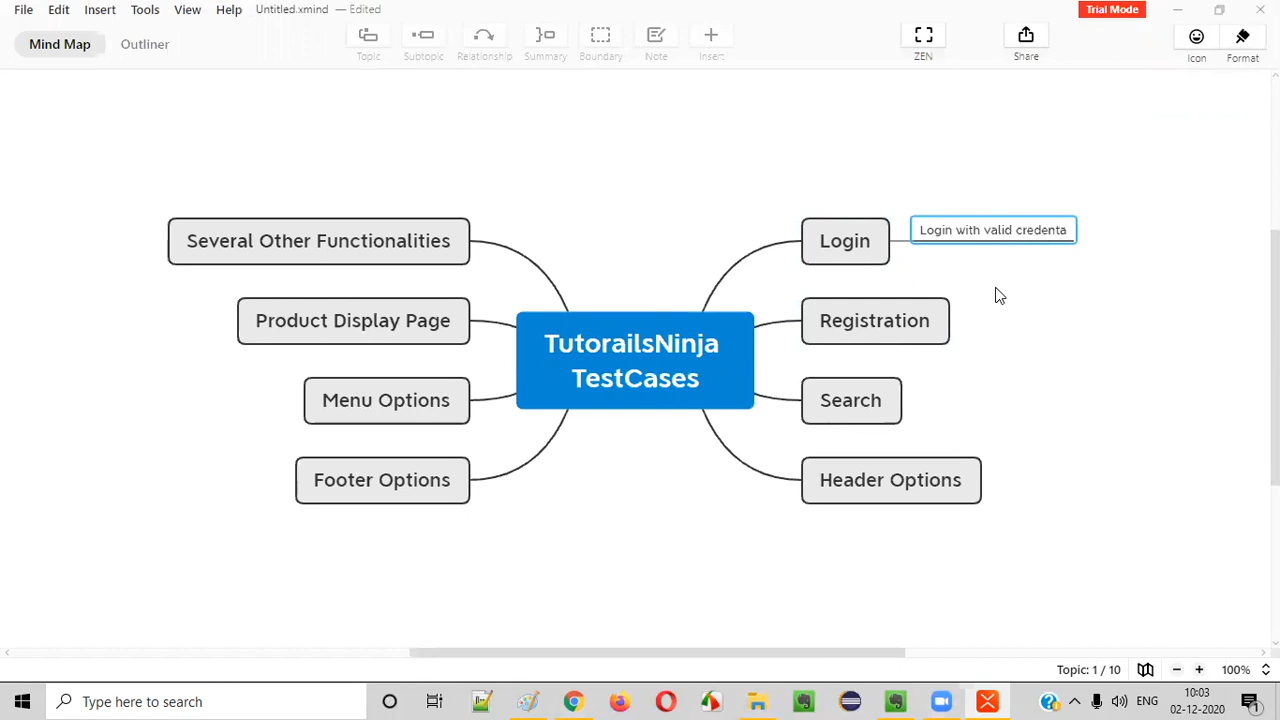 File Edit Insert Tools View Help Untitled.xmind — Edited Trial Mode
Mind Map Outliner
Topic Subtopic Relationship Summary Boundary Note Insert ZEN Share Icon Format
Several Other Functionalities
Login
Login with valid credenta
Product Display Page
Registration
TutorailsNinja
TestCases
Menu Options
Search
Footer Options
Header Options
Topic: 1 / 10 100%
Type here to search
ENG
10:03
02-12-2020
1